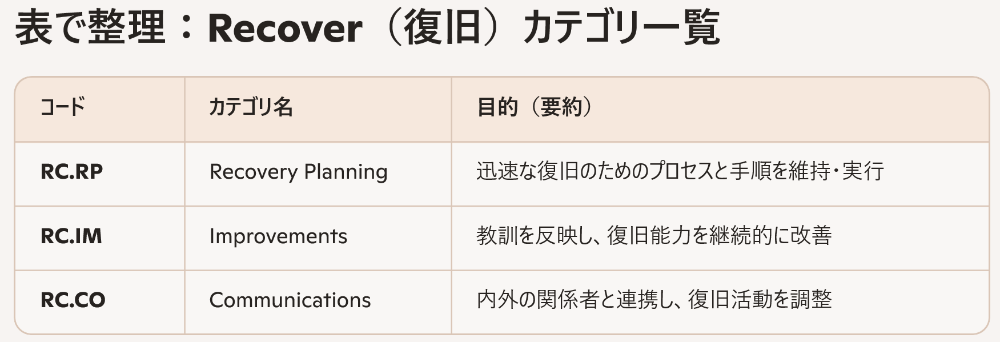 表で整理：Recover（復旧）カテゴリ一覧
コード カテゴリ名 目的（要約）
RC.RP Recovery Planning 迅速な復旧のためのプロセスと手順を維持・実行
RC.IM Improvements 教訓を反映し、復旧能力を継続的に改善
RC.CO Communications 内外の関係者と連携し、復旧活動を調整